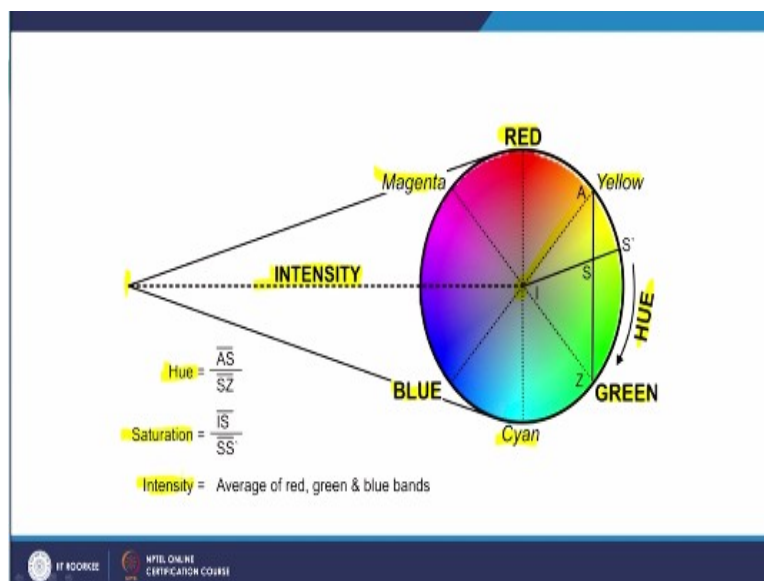 RED
Magenta
Yellow
A
S`
S
INTENSITY
I
HUE
Z
BLUE
GREEN
Cyan
Hue = AS
SZ
Saturation = IS
SS`
Intensity = Average of red, green & blue bands
IIT ROORKEE
NPTEL ONLINE
CERTIFICATION COURSE